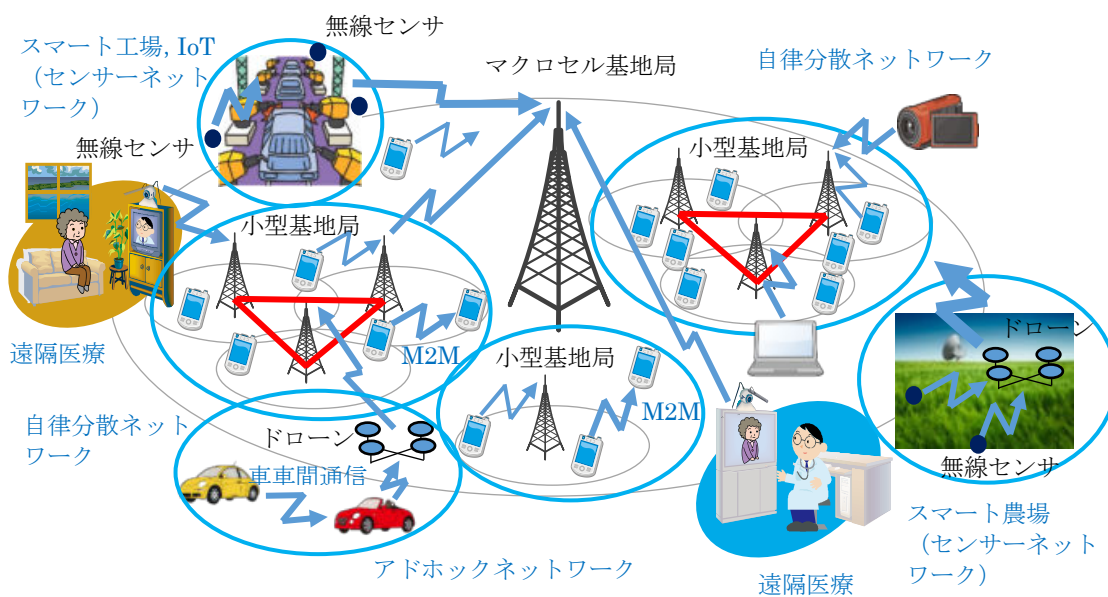 無線センサ
スマート工場, IoT
（センサーネット
ワーク）
マクロセル基地局
自律分散ネットワーク
無線センサ
小型基地局
小型基地局
遠隔医療
M2M
小型基地局
M2M
ドローン
自律分散ネット
ワーク
ドローン
車車間通信
無線センサ
スマート農場
（センサーネット
ワーク）
アドホックネットワーク
遠隔医療